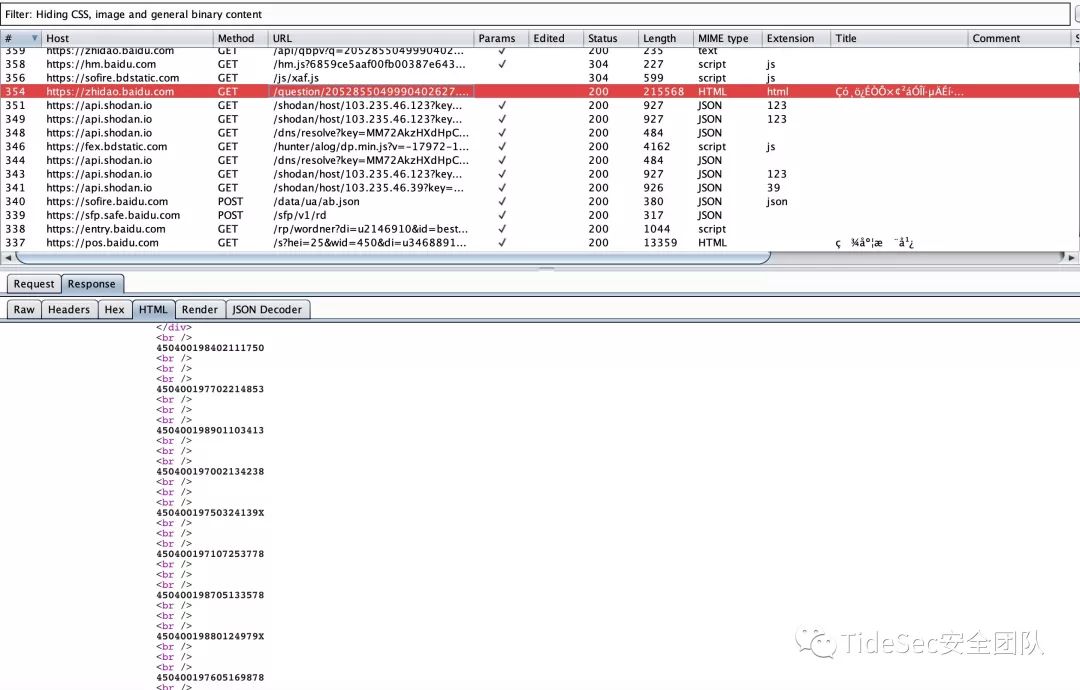 Filter: Hiding CSS, image and general binary content
# Host Method URL Params Edited Status Length MIME type Extension Title Comment
359 https://zhidao.baidu.com GET /api/qbpv?q=2052855049990402... ✓ 200 235 text
358 https://hm.baidu.com GET /hm.js?6859ce5aaf00fb00387e643... ✓ 304 227 script js
356 https://sofire.bdstatic.com GET /js/xaf.js 304 599 script js
354 https://zhidao.baidu.com GET /question/2052855049990402627.... 200 215568 HTML html
351 https://api.shodan.io GET /shodan/host/103.235.46.123?key... ✓ 200 927 JSON 123
349 https://api.shodan.io GET /shodan/host/103.235.46.123?key... ✓ 200 927 JSON 123
348 https://api.shodan.io GET /dns/resolve?key=MM72AkzHXdHpC... ✓ 200 484 JSON
346 https://fex.bdstatic.com GET /hunter/alog/dp.min.js?v=-17972-1... ✓ 200 4162 script js
344 https://api.shodan.io GET /dns/resolve?key=MM72AkzHXdHpC... ✓ 200 484 JSON
343 https://api.shodan.io GET /shodan/host/103.235.46.123?key... ✓ 200 927 JSON 123
341 https://api.shodan.io GET /shodan/host/103.235.46.39?key=... ✓ 200 926 JSON 39
340 https://sofire.baidu.com POST /data/ua/ab.json ✓ 200 380 JSON json
339 https://sfp.safe.baidu.com POST /sfp/v1/rd ✓ 200 317 JSON
338 https://entry.baidu.com GET /rp/wordner?di=u2146910&id=best... ✓ 200 1044 script
337 https://pos.baidu.com GET /s?hei=25&wid=450&di=u3468891... ✓ 200 13359 HTML
Request Response
Raw Headers Hex HTML Render JSON Decoder
</div>
<br />
450400198402111750
<br />
<br />
<br />
450400197702214853
<br />
<br />
<br />
450400198901103413
<br />
<br />
<br />
450400197002134238
<br />
<br />
<br />
45040019750324139X
<br />
<br />
<br />
450400197107253778
<br />
<br />
<br />
450400198705133578
<br />
<br />
<br />
45040019880124979X
<br />
<br />
<br />
450400197605169878
<br />
TideSec安全团队